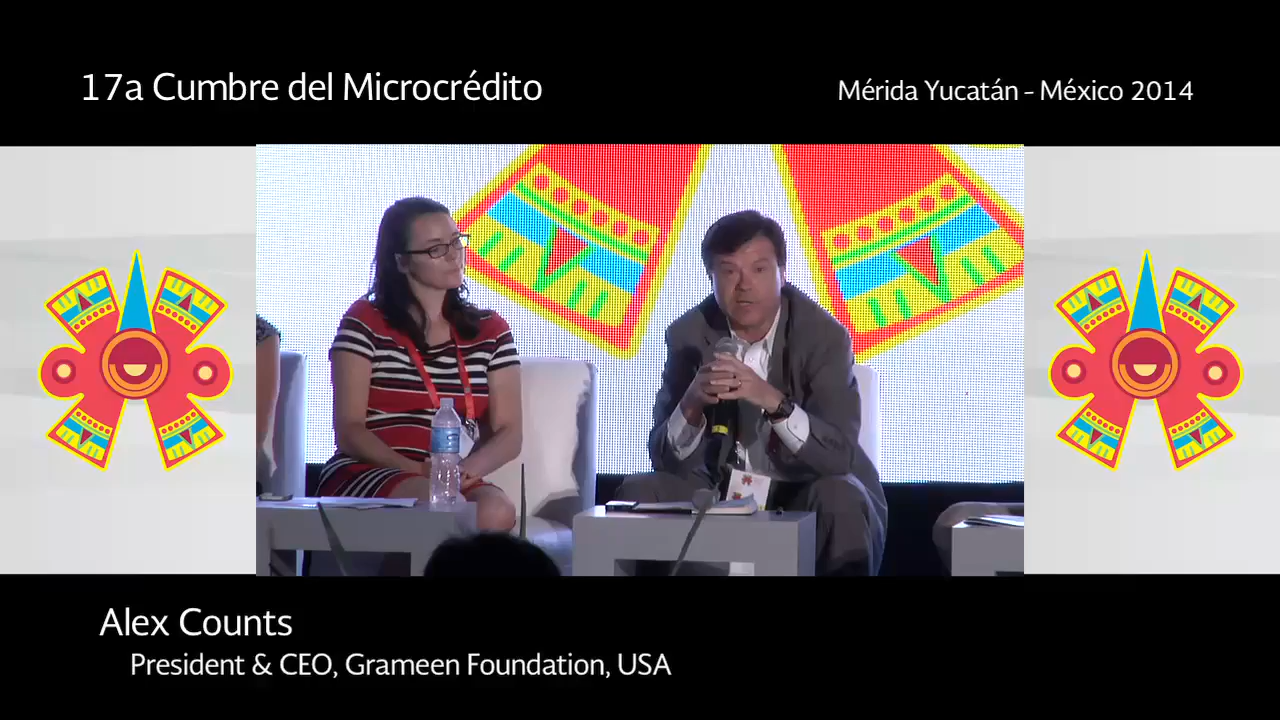 17a Cumbre del Microcrédito
Mérida Yucatán - México 2014
Alex Counts
President & CEO, Grameen Foundation, USA